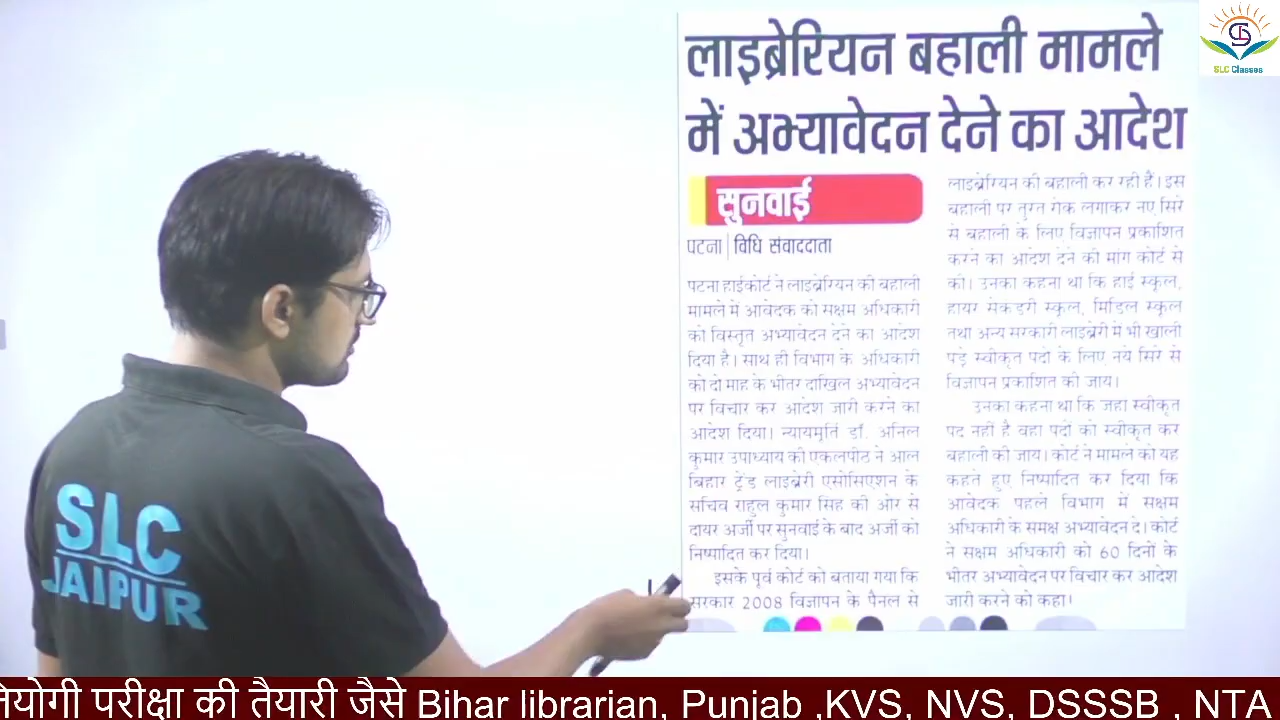 लाइब्रेरियन बहाली मामले
में अभ्यावेदन देने का आदेश
सुनवाई
पटना | विधि संवाददाता
पटना हाईकोर्ट ने लाइब्रेरियन की बहाली
मामले में आवेदक को सक्षम अधिकारी
को विस्तृत अभ्यावेदन देने का आदेश
दिया है। साथ ही विभाग के अधिकारी
को दो माह के भीतर दाखिल अभ्यावेदन
पर विचार कर आदेश जारी करने का
आदेश दिया। न्यायमूर्ति डॉ. अनिल
कुमार उपाध्याय की एकलपीठ ने आल
बिहार ट्रेंड लाइब्रेरी एसोसिएशन के
सचिव राहुल कुमार सिंह की ओर से
दायर अर्जी पर सुनवाई के बाद अर्जी को
निष्पादित कर दिया।
इसके पूर्व कोर्ट को बताया गया कि
सरकार 2008 विज्ञापन के पैनल से
लाइब्रेरियन की बहाली कर रही है। इस
बहाली पर तुरंत रोक लगाकर नए सिरे
से बहाली के लिए विज्ञापन प्रकाशित
करने का आदेश देने की मांग कोर्ट से
की। उनका कहना था कि हाई स्कूल,
हायर सेकेंडरी स्कूल, मिडिल स्कूल
तथा अन्य सरकारी लाइब्रेरी में भी खाली
पड़े स्वीकृत पदों के लिए नये सिरे से
विज्ञापन प्रकाशित की जाय।
उनका कहना था कि जहां स्वीकृत
पद नहीं है वहां पदों को स्वीकृत कर
बहाली की जाय। कोर्ट ने मामले को यह
कहते हुए निष्पादित कर दिया कि
आवेदक पहले विभाग में सक्षम
अधिकारी के समक्ष अभ्यावेदन दे। कोर्ट
ने सक्षम अधिकारी को 60 दिनों के
भीतर अभ्यावेदन पर विचार कर आदेश
जारी करने को कहा।
SLC Classes
SLC
JAIPUR
नियोगी परीक्षा की तैयारी जैसे Bihar librarian, Punjab ,KVS, NVS, DSSSB , NTA